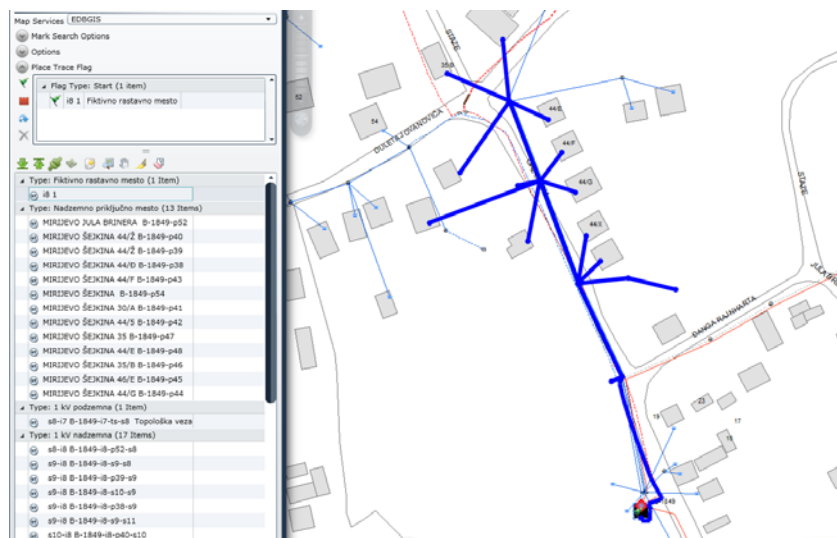 Map Services EDBGIS
Mark Search Options
Options
Place Trace Flag
Flag Type: Start (1 item)
i8 1 Fiktivno rastavno mesto
Type: Fiktivno rastavno mesto (1 Item)
i8 1
Type: Nadzemno priključno mesto (13 Items)
MIRIJEVO JULA BRINERA B-1849-p52
MIRIJEVO ŠEJKINA 44/Ž B-1849-p40
MIRIJEVO ŠEJKINA 44/Ž B-1849-p39
MIRIJEVO ŠEJKINA 44/Đ B-1849-p38
MIRIJEVO ŠEJKINA 44/F B-1849-p43
MIRIJEVO ŠEJKINA B-1849-p54
MIRIJEVO ŠEJKINA 30/A B-1849-p41
MIRIJEVO ŠEJKINA 44/5 B-1849-p42
MIRIJEVO ŠEJKINA 35 B-1849-p47
MIRIJEVO ŠEJKINA 44/E B-1849-p48
MIRIJEVO ŠEJKINA 35/B B-1849-p46
MIRIJEVO ŠEJKINA 46/E B-1849-p45
MIRIJEVO ŠEJKINA 44/G B-1849-p44
Type: 1 kV podzemna (1 Item)
s8-i7 B-1849-i7-ts-s8 Topološka veza
Type: 1 kV nadzemna (17 Items)
s8-i8 B-1849-i8-p52-s8
s9-i8 B-1849-i8-s9-s8
s9-i8 B-1849-i8-p39-s9
s9-i8 B-1849-i8-s10-s9
s9-i8 B-1849-i8-p38-s9
s9-i8 B-1849-i8-s9-s11
s10-i8 B-1849-i8-p40-s10
52
54
35/B
STAZE
44/E
44/F
44/G
STAZE
DANGA RAJNHARTA
19
23
17